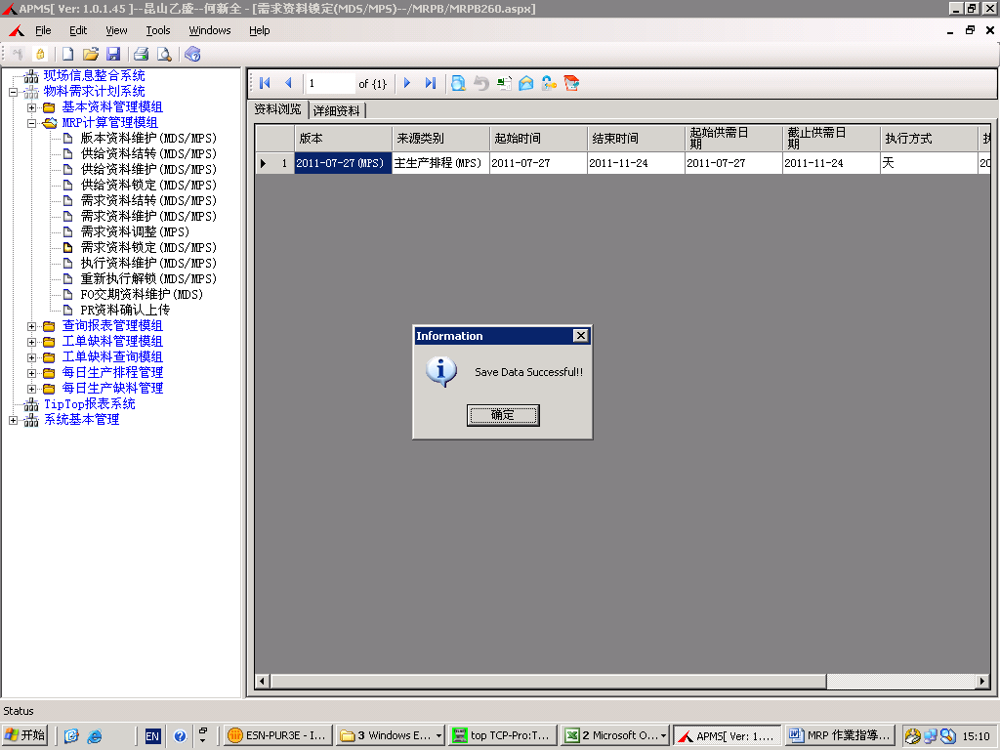 APMS[ Ver: 1.0.1.45 ]--昆山乙盛--何新全 - [需求资料锁定(MDS/MPS)--/MRPB/MRPB260.aspx]
File Edit View Tools Windows Help
1 of {1}
现场信息整合系统
物料需求计划系统
基本资料管理模组
MRP计算管理模组
版本资料维护(MDS/MPS)
供给资料结转(MDS/MPS)
供给资料维护(MDS/MPS)
供给资料锁定(MDS/MPS)
需求资料结转(MDS/MPS)
需求资料维护(MDS/MPS)
需求资料调整(MPS)
需求资料锁定(MDS/MPS)
执行资料维护(MDS/MPS)
重新执行解锁(MDS/MPS)
FO交期资料维护(MDS)
PR资料确认上传
查询报表管理模组
工单缺料管理模组
工单缺料查询模组
每日生产排程管理
每日生产缺料管理
TipTop报表系统
系统基本管理
资料浏览 详细资料
版本 来源类别 起始时间 结束时间 起始供需日期 截止供需日期 执行方式
1 2011-07-27(MPS) 主生产排程(MPS) 2011-07-27 2011-11-24 2011-07-27 2011-11-24 天 20
Information
Save Data Successful!!
确定
Status
开始 EN ESN-PUR3E - I... 3 Windows E... top TCP-Pro:T... 2 Microsoft O... APMS[ Ver: 1.... MRP 作業指導... 15:10